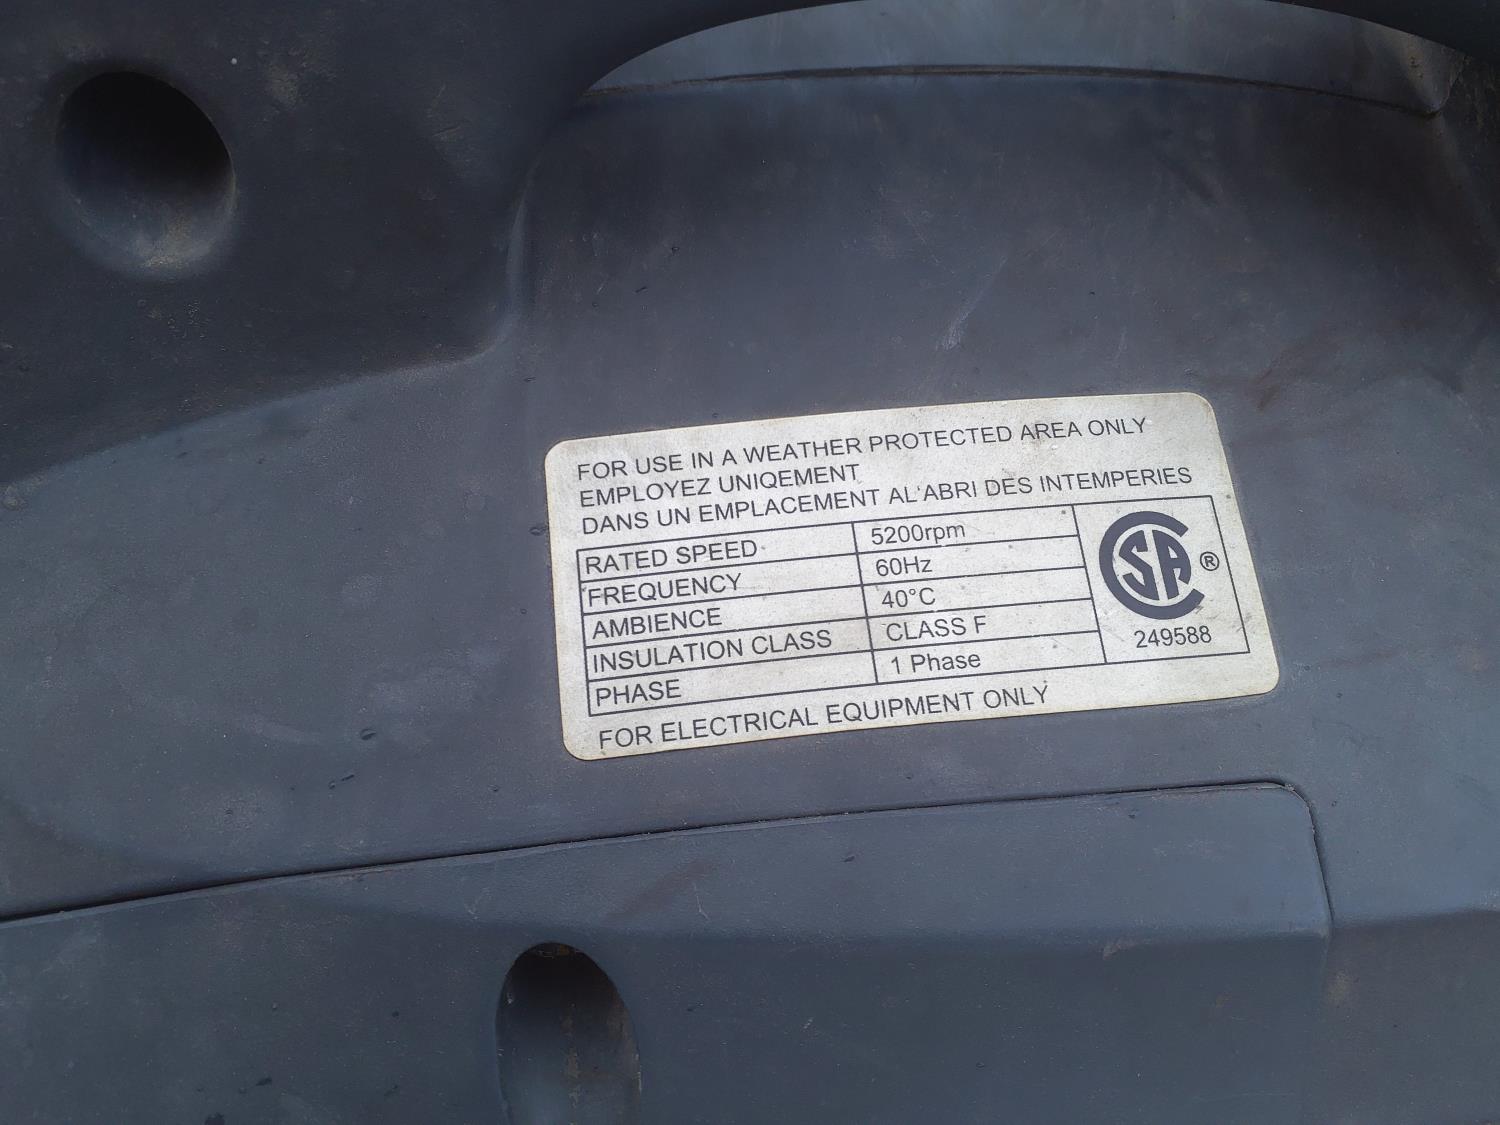 FOR USE IN A WEATHER PROTECTED AREA ONLY
EMPLOYEZ UNIQEMENT
DANS UN EMPLACEMENT AL'ABRI DES INTEMPERIES
RATED SPEED 5200rpm
FREQUENCY 60Hz
AMBIENCE 40°C
INSULATION CLASS CLASS F
PHASE 1 Phase
CSA ®
249588
FOR ELECTRICAL EQUIPMENT ONLY